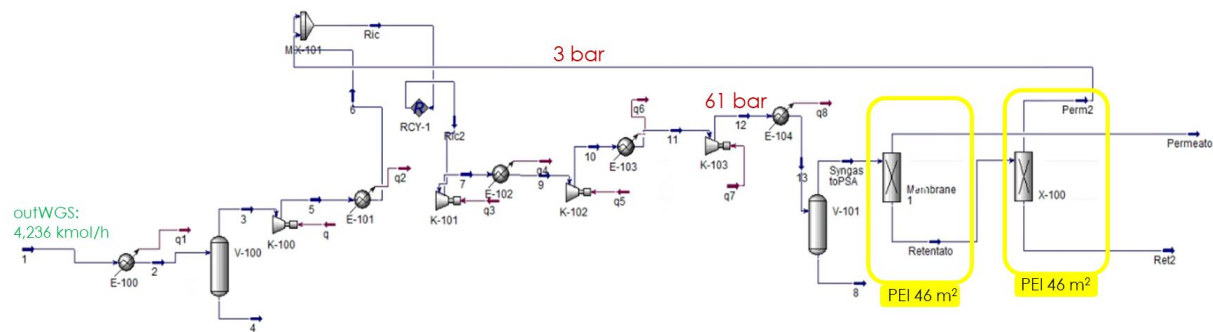 MX-101
Ric
3 bar
6
RCY-1
Ric2
q6
61 bar
12
q8
E-104
Perm2
Permeato
10
E-103
11
K-103
q2
E-101
7
E-102
q4
9
K-102
q5
q7
13
Syngas
toPSA
Membrane
1
X-100
outWGS:
4,236 kmol/h
3
5
K-100
q
K-101
q3
V-101
1
E-100
q1
2
V-100
Retentato
Ret2
4
8
PEI 46 m²
PEI 46 m²